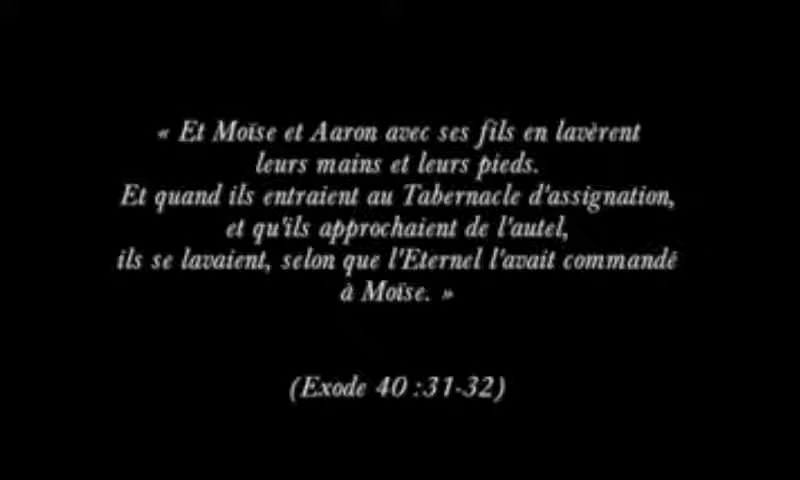 « Et Moïse et Aaron avec ses fils en lavèrent
leurs mains et leurs pieds.
Et quand ils entraient au Tabernacle d'assignation,
et qu'ils approchaient de l'autel,
ils se lavaient, selon que l'Eternel l'avait commandé
à Moïse. »
(Exode 40 :31-32)